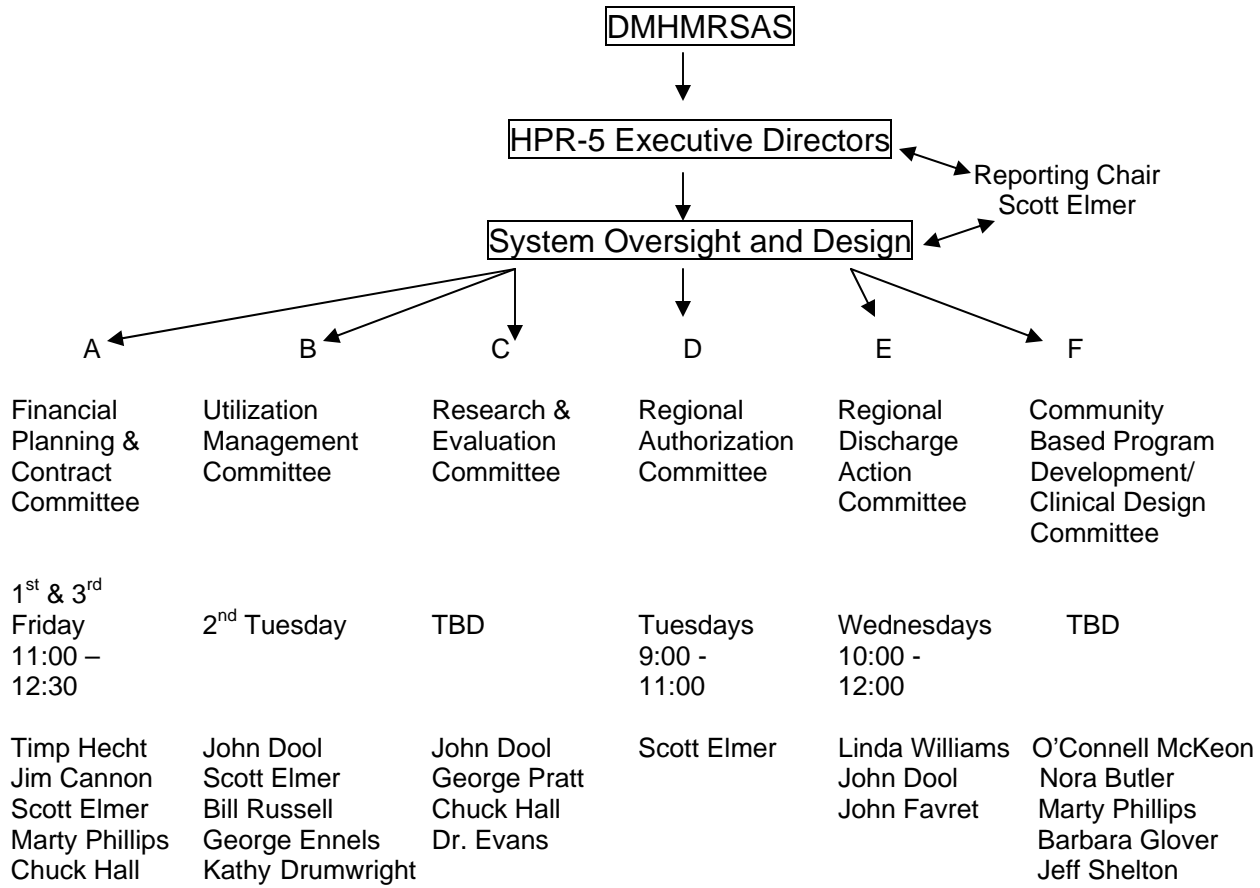 DMHMRSAS
HPR-5 Executive Directors
Reporting Chair
Scott Elmer
System Oversight and Design
A B C D E F
Financial
Planning &
Contract
Committee
Utilization
Management
Committee
Research &
Evaluation
Committee
Regional
Authorization
Committee
Regional
Discharge
Action
Committee
Community
Based Program
Development/
Clinical Design
Committee
1st & 3rd
Friday
11:00 –
12:30
2nd Tuesday
TBD
Tuesdays
9:00 -
11:00
Wednesdays
10:00 -
12:00
TBD
Timp Hecht
Jim Cannon
Scott Elmer
Marty Phillips
Chuck Hall
John Dool
Scott Elmer
Bill Russell
George Ennels
Kathy Drumwright
John Dool
George Pratt
Chuck Hall
Dr. Evans
Scott Elmer
Linda Williams
John Dool
John Favret
O’Connell McKeon
Nora Butler
Marty Phillips
Barbara Glover
Jeff Shelton